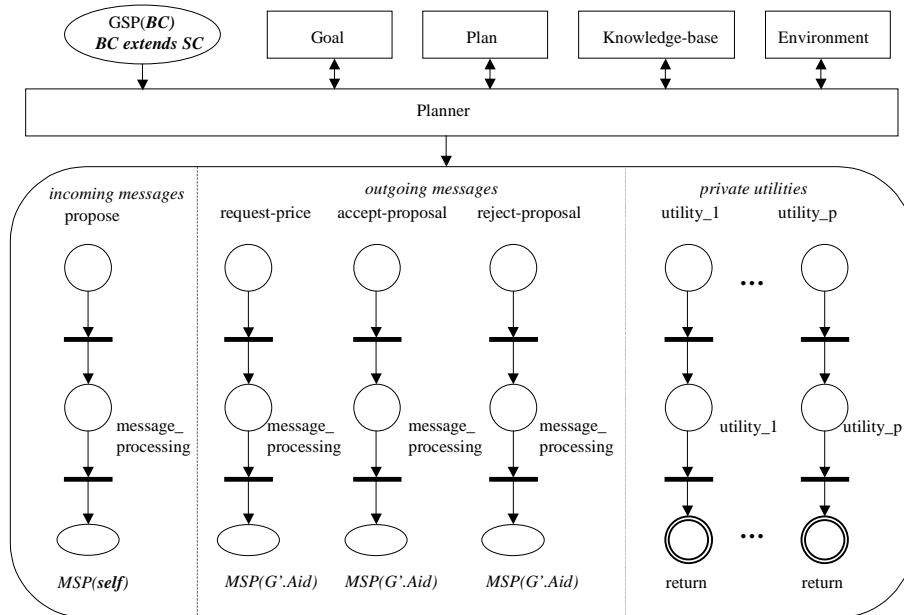 GSP(BC)
BC extends SC
Goal
Plan
Knowledge-base
Environment
Planner
incoming messages
outgoing messages
private utilities
propose
request-price
accept-proposal
reject-proposal
utility_1
utility_p
...
message_
processing
message_
processing
message_
processing
message_
processing
utility_1
utility_p
...
MSP(self)
MSP(G'.Aid)
MSP(G'.Aid)
MSP(G'.Aid)
return
return